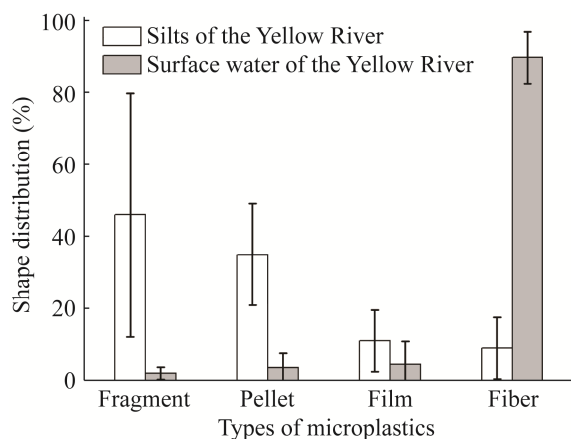 Silts of the Yellow River
Surface water of the Yellow River
Shape distribution (%)
100
80
60
40
20
0
Fragment Pellet Film Fiber
Types of microplastics